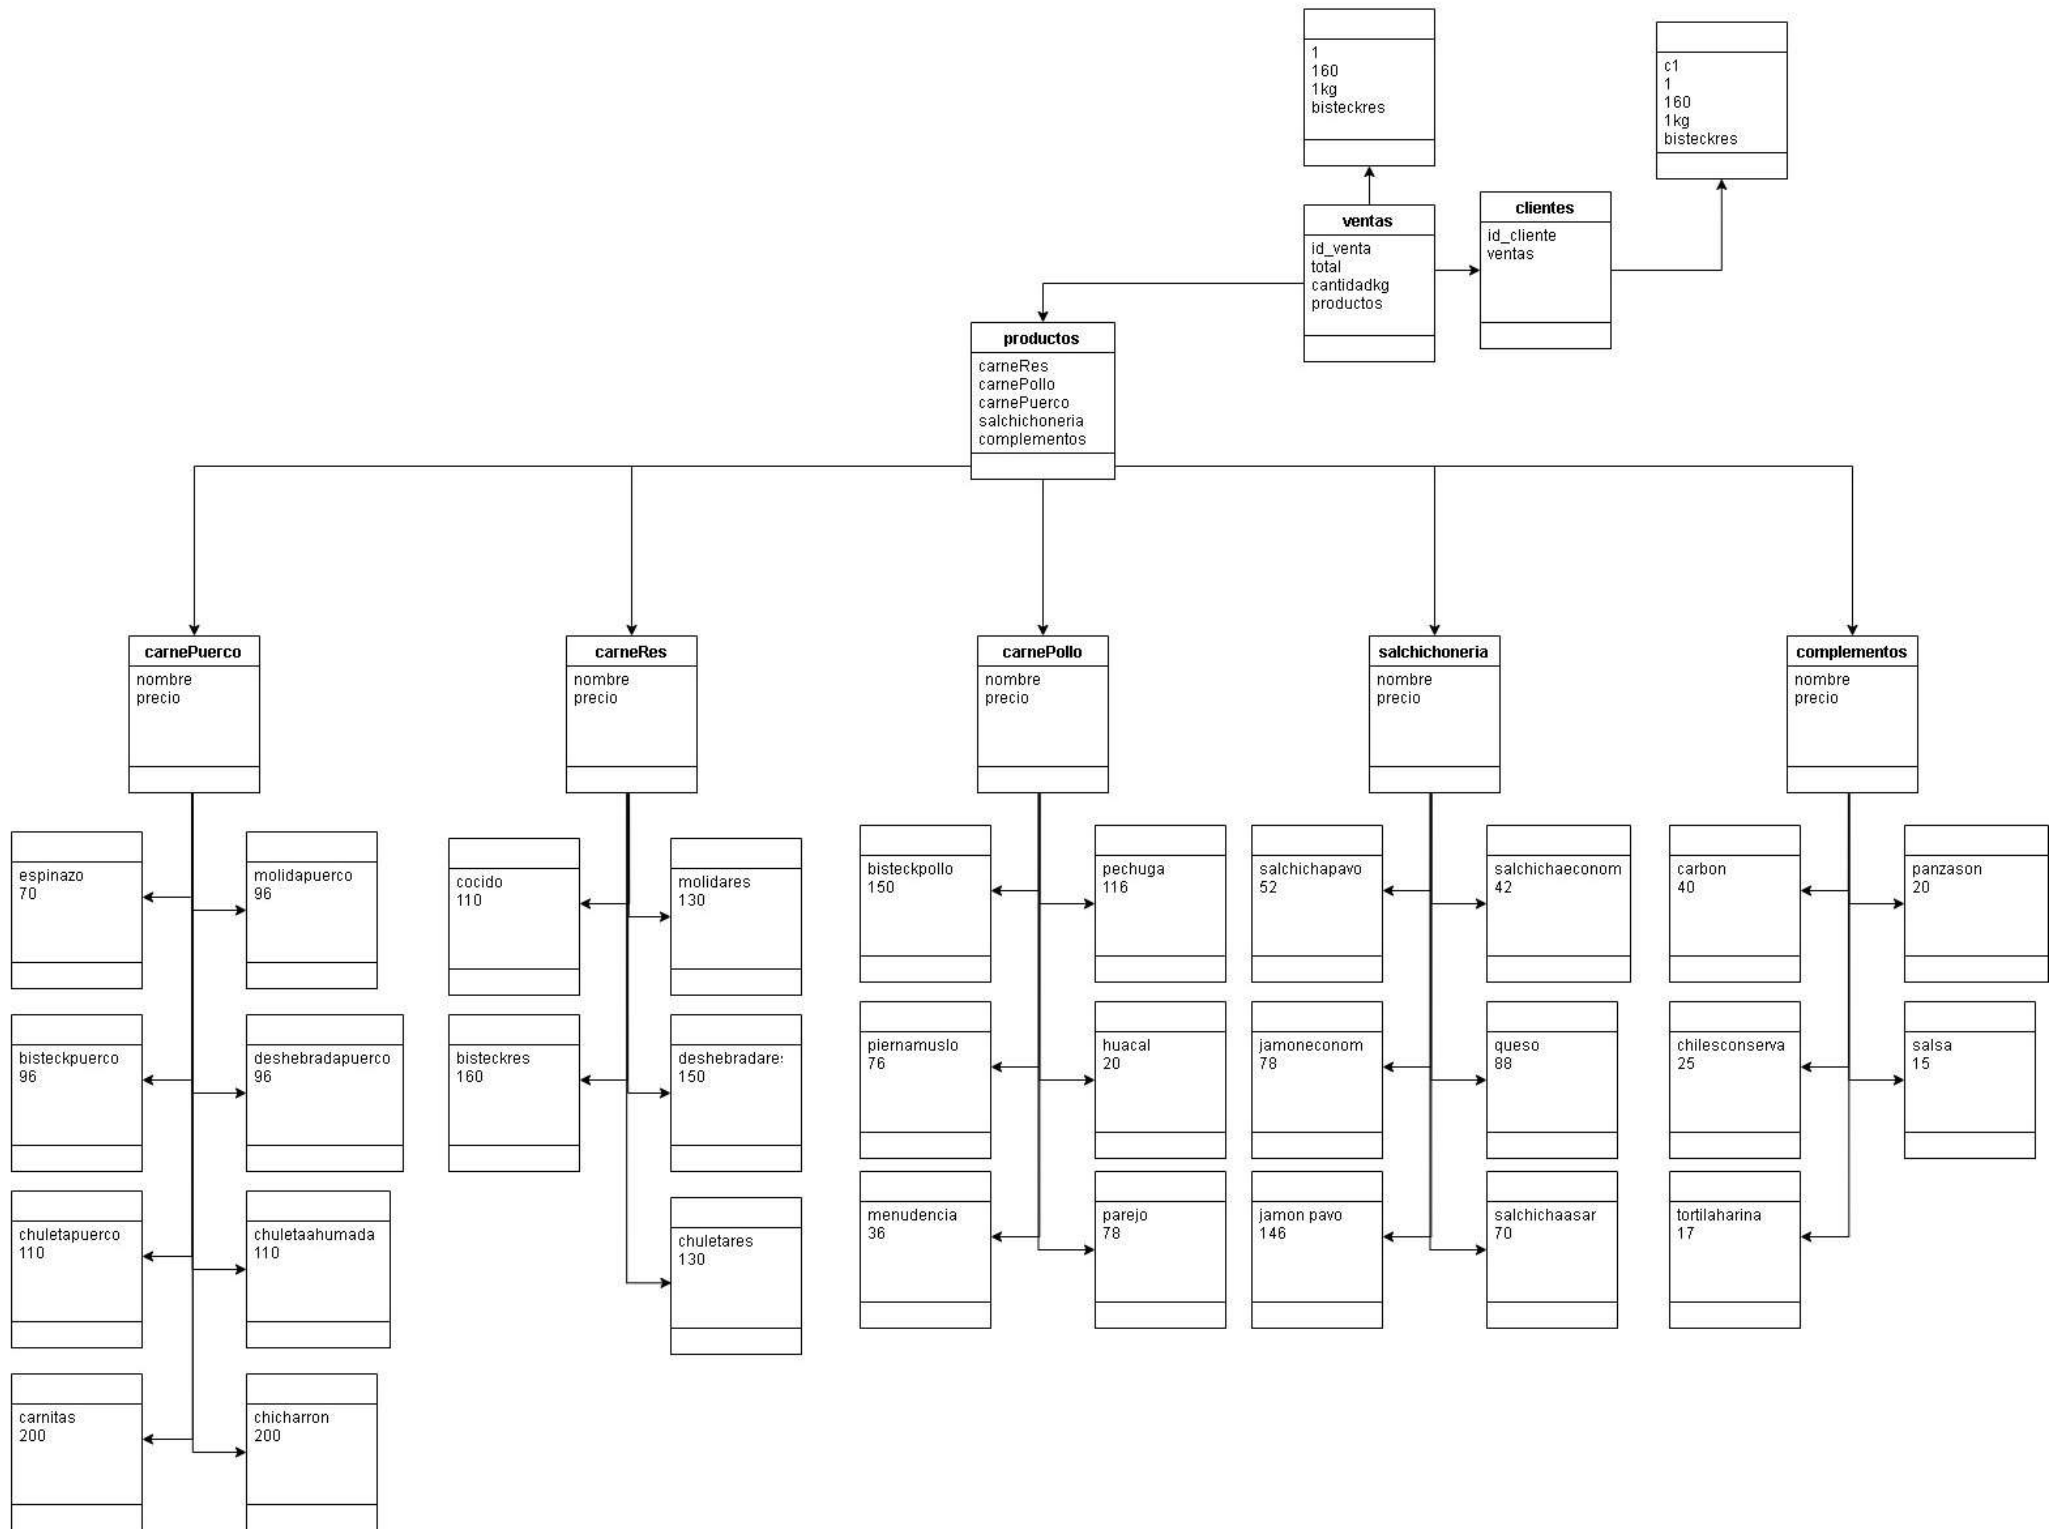 1
160
1kg
bisteckres
c1
1
160
1kg
bisteckres
ventas
id_venta
total
cantidadkg
productos
clientes
id_cliente
ventas
productos
carneRes
carnePollo
carnePuerco
salchichoneria
complementos
carnePuerco
nombre
precio
carneRes
nombre
precio
carnePollo
nombre
precio
salchichoneria
nombre
precio
complementos
nombre
precio
espinazo
70
molidapuerco
96
bisteckpuerco
96
deshebradapuerco
96
chuletapuerco
110
chuletaahumada
110
carnitas
200
chicharron
200
cocido
110
molidares
130
bisteckres
160
deshebradares
150
chuletares
130
bisteckpollo
150
pechuga
116
piernamuslo
76
huacal
20
menudencia
36
parejo
78
salchichapavo
52
salchichaeconom
42
jamoneconom
78
queso
88
jamon pavo
146
salchichaasar
70
carbon
40
panzason
20
chilesconserva
25
salsa
15
tortilaharina
17